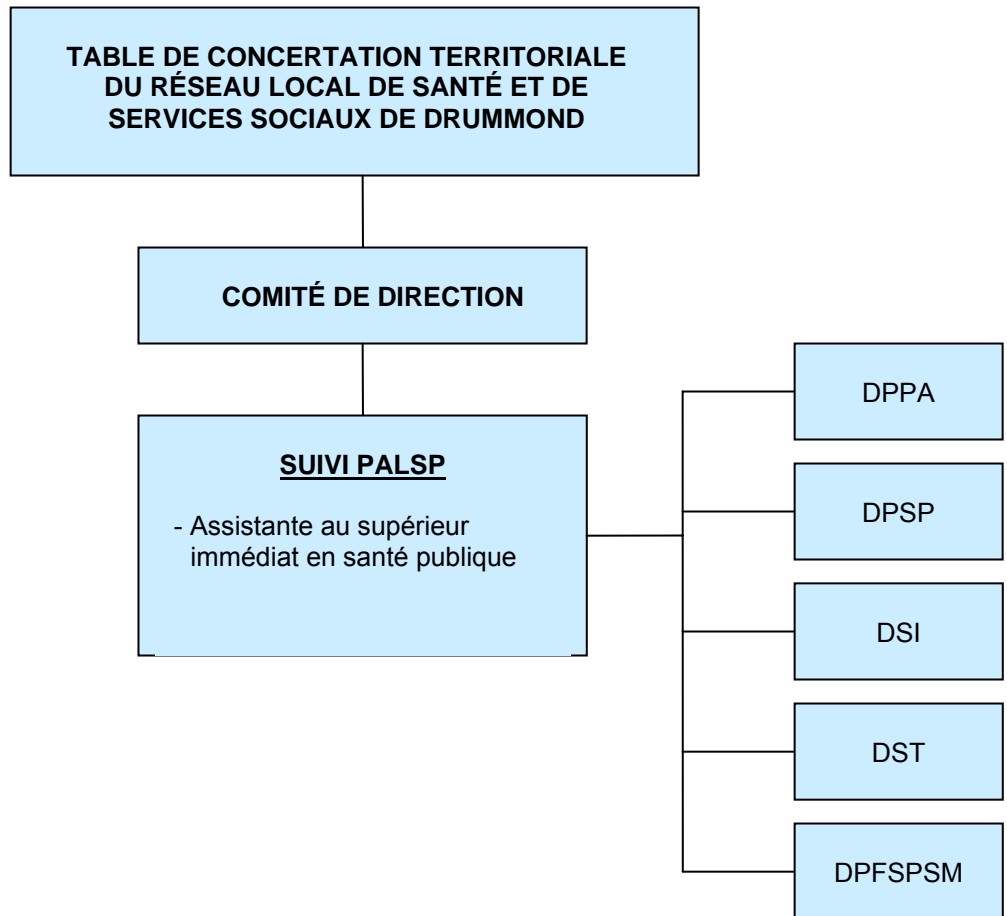 TABLE DE CONCERTATION TERRITORIALE
DU RÉSEAU LOCAL DE SANTÉ ET DE
SERVICES SOCIAUX DE DRUMMOND
COMITÉ DE DIRECTION
SUIVI PALSP
- Assistante au supérieur
immédiat en santé publique
DPPA
DPSP
DSI
DST
DPFSPSM